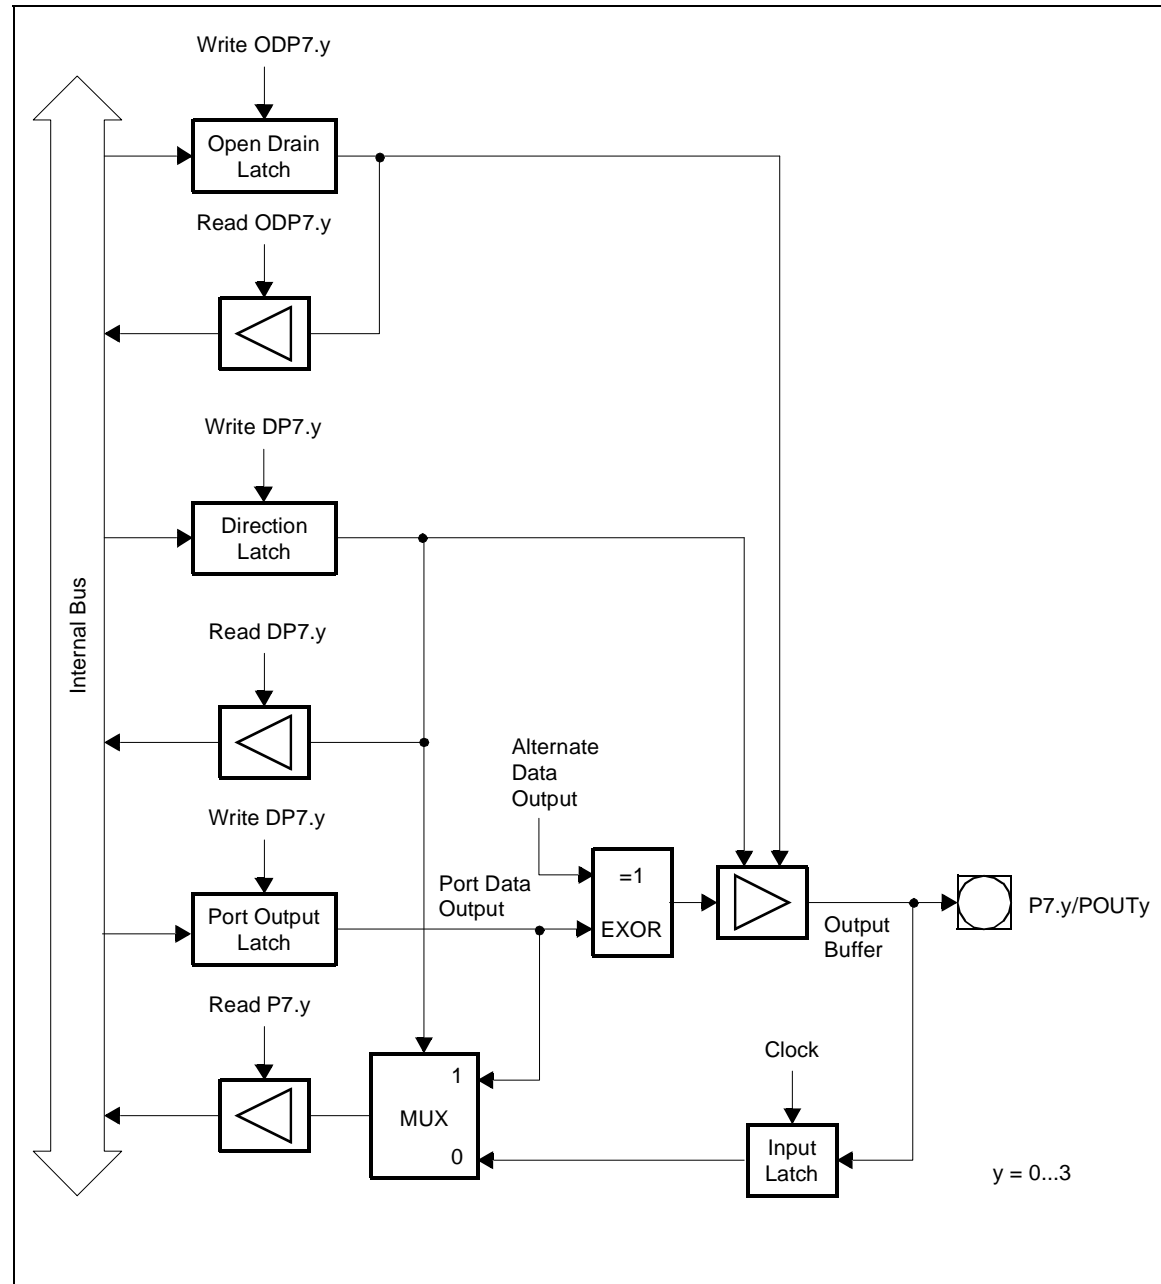 Write ODP7.y
Open Drain
Latch
Read ODP7.y
Write DP7.y
Direction
Latch
Internal Bus
Read DP7.y
Alternate
Data
Output
Write DP7.y
=1
Port Data
Output
EXOR
Port Output
Latch
Output
Buffer
P7.y/POUTy
Read P7.y
Clock
1
MUX
0
Input
Latch
y = 0...3